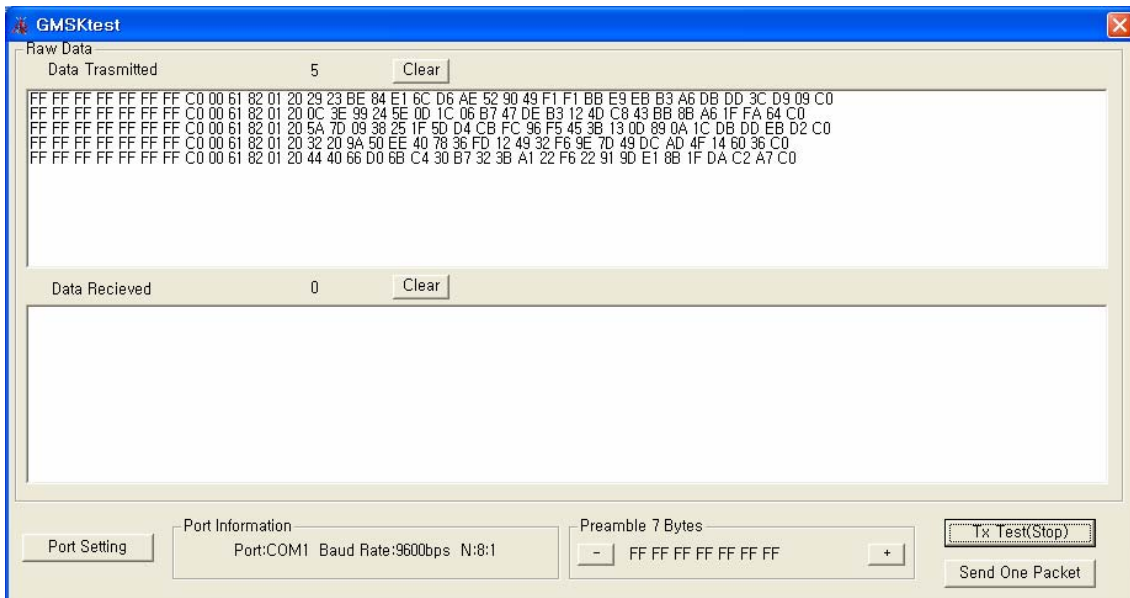 GMSKtest
Raw Data
Data Trasmitted 5 Clear
FF FF FF FF FF FF FF C0 00 61 82 01 20 29 23 BE 84 E1 6C D6 AE 52 90 49 F1 F1 BB E9 EB B3 A6 DB DD 3C D9 09 C0
FF FF FF FF FF FF FF C0 00 61 82 01 20 0C 3E 99 24 5E 0D 1C 06 B7 47 DE B3 12 4D C8 43 BB 8B A6 1F FA 64 C0
FF FF FF FF FF FF FF C0 00 61 82 01 20 5A 7D 09 38 25 1F 5D D4 CB FC 96 F5 45 3B 13 0D 89 0A 1C DB DD EB D2 C0
FF FF FF FF FF FF FF C0 00 61 82 01 20 32 20 9A 50 EE 40 78 36 FD 12 49 32 F6 9E 7D 49 DC AD 4F 14 60 36 C0
FF FF FF FF FF FF FF C0 00 61 82 01 20 44 40 66 D0 6B C4 30 B7 32 3B A1 22 F6 22 91 9D E1 8B 1F DA C2 A7 C0
Data Recieved 0 Clear
Port Setting
Port Information
Port:COM1 Baud Rate:9600bps N:8:1
Preamble 7 Bytes
- FF FF FF FF FF FF FF +
Tx Test(Stop)
Send One Packet